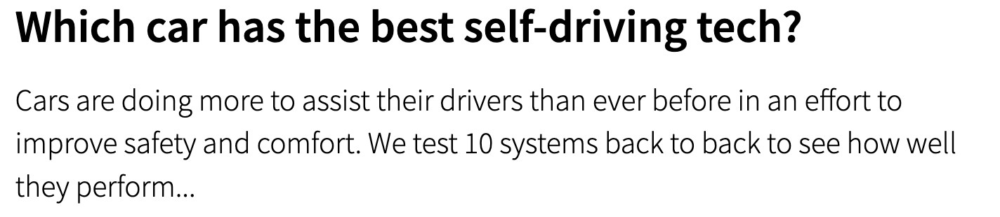 Which car has the best self-driving tech?
Cars are doing more to assist their drivers than ever before in an effort to
improve safety and comfort. We test 10 systems back to back to see how well
they perform...